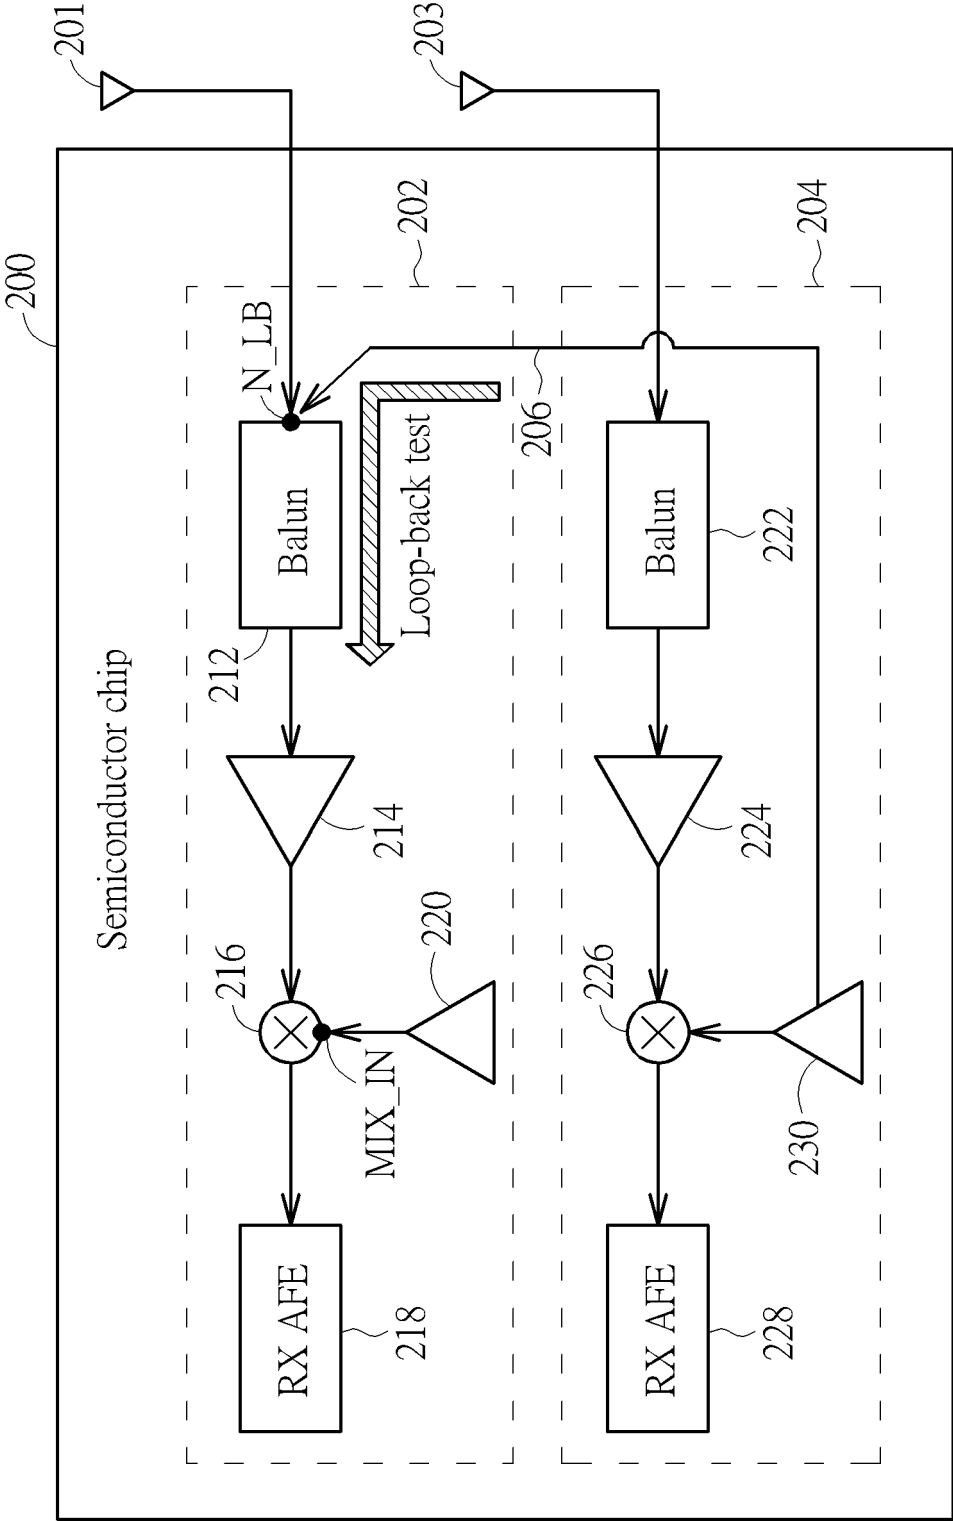 200
Semiconductor chip
201
202
N_LB
Balun
212
214
216
MIX_IN
220
RX AFE
218
Loop-back test
206
203
204
Balun
222
224
226
230
RX AFE
228